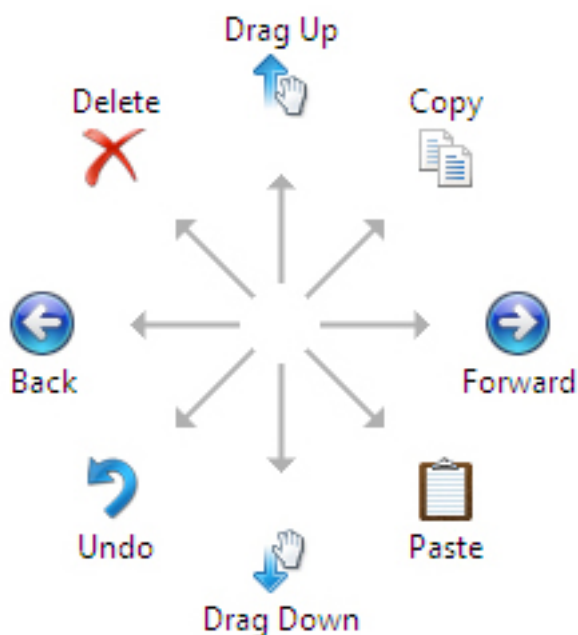 Drag Up
Delete
Copy
Back
Forward
Undo
Paste
Drag Down